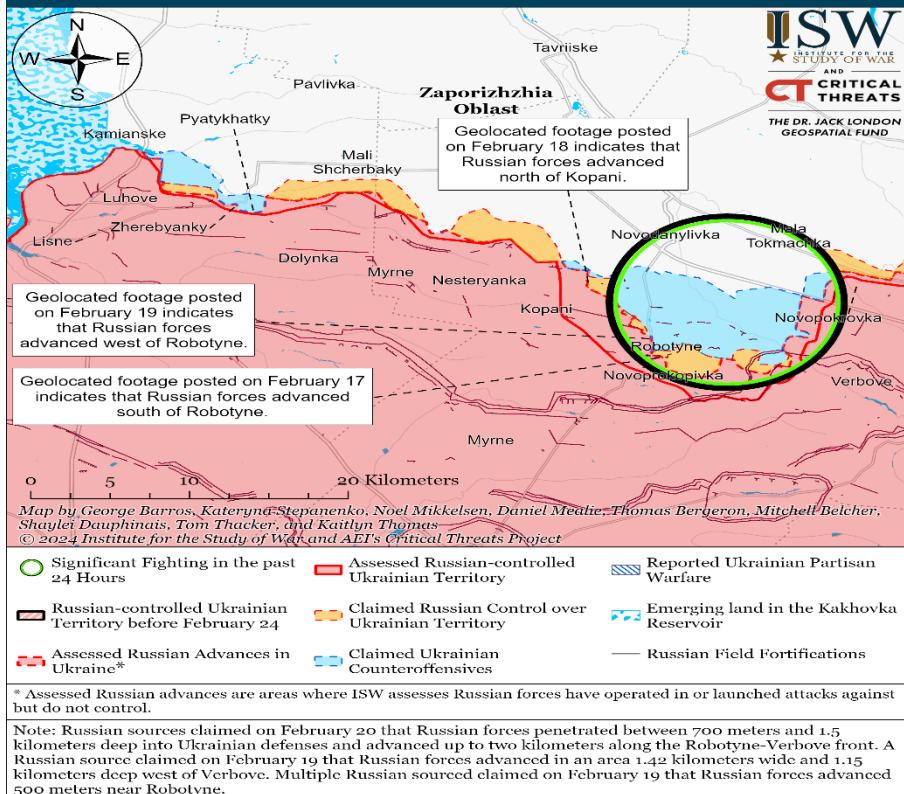 N
W E
S
ISW
INSTITUTE FOR THE
STUDY OF WAR
AND
CT CRITICAL
THREATS
THE DR. JACK LONDON
GEOSPATIAL FUND
Tavriiske
Pavlivka
Zaporizhzhia
Oblast
Pyatykhatky
Kamianske
Mali
Shcherbaky
Geolocated footage posted
on February 18 indicates that
Russian forces advanced
north of Kopani.
Luhove
Zherebyanky
Lisne
Dolynka
Myrne
Nesteryanka
Novodanylivka
Mala
Tokmachka
Kopani
Novopokrovka
Robotyne
Novoprokopivka
Verbove
Geolocated footage posted
on February 19 indicates
that Russian forces
advanced west of Robotyne.
Geolocated footage posted on February 17
indicates that Russian forces advanced
south of Robotyne.
Myrne
0 5 10 20 Kilometers
Map by George Barros, Kateryna Stepanenko, Noel Mikkelsen, Daniel Mealie, Thomas Bergeron, Mitchell Belcher,
Shaylei Dauphinais, Tom Thacker, and Kaitlyn Thomas
© 2024 Institute for the Study of War and AEI's Critical Threats Project
Significant Fighting in the past
24 Hours
Assessed Russian-controlled
Ukrainian Territory
Reported Ukrainian Partisan
Warfare
Russian-controlled Ukrainian
Territory before February 24
Claimed Russian Control over
Ukrainian Territory
Emerging land in the Kakhovka
Reservoir
Assessed Russian Advances in
Ukraine*
Claimed Ukrainian
Counteroffensives
Russian Field Fortifications
* Assessed Russian advances are areas where ISW assesses Russian forces have operated in or launched attacks against
but do not control.
Note: Russian sources claimed on February 20 that Russian forces penetrated between 700 meters and 1.5
kilometers deep into Ukrainian defenses and advanced up to two kilometers along the Robotyne-Verbove front. A
Russian source claimed on February 19 that Russian forces advanced in an area 1.42 kilometers wide and 1.15
kilometers deep west of Verbove. Multiple Russian sourced claimed on February 19 that Russian forces advanced
500 meters near Robotyne.